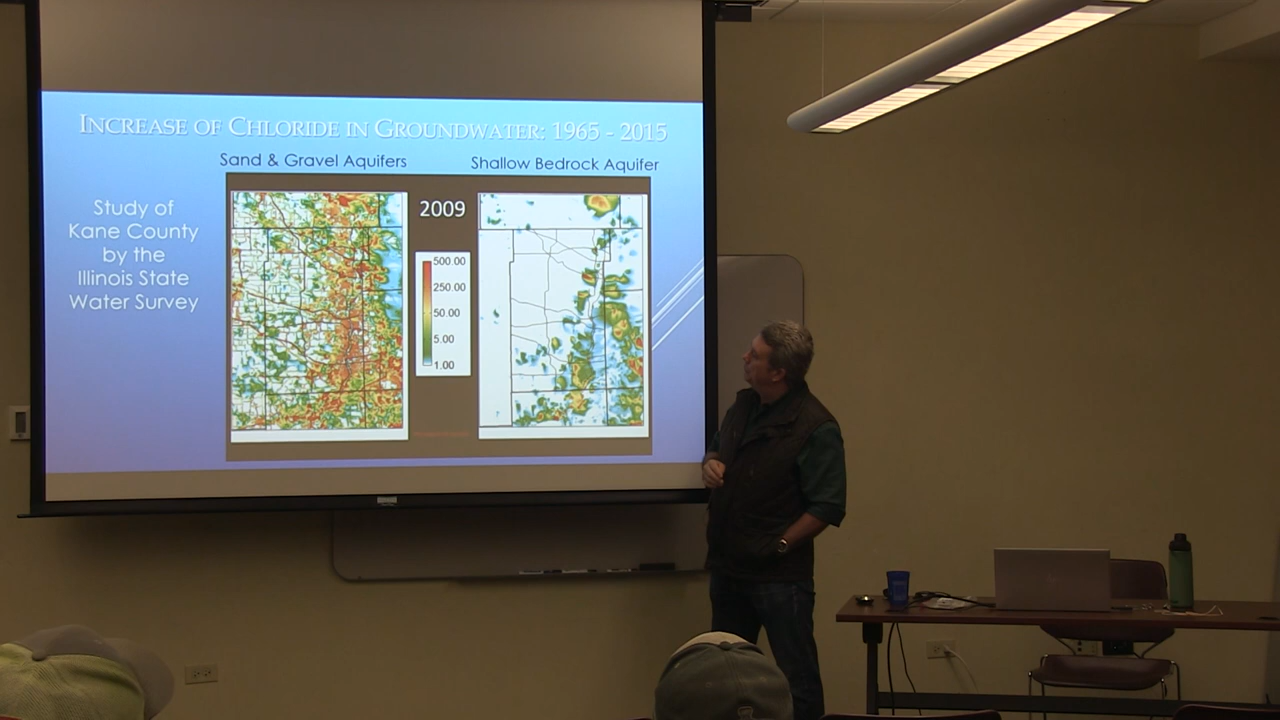 INCREASE OF CHLORIDE IN GROUNDWATER: 1965 - 2015
Sand & Gravel Aquifers
Shallow Bedrock Aquifer
Study of
Kane County
by the
Illinois State
Water Survey
2009
500.00
250.00
50.00
5.00
1.00